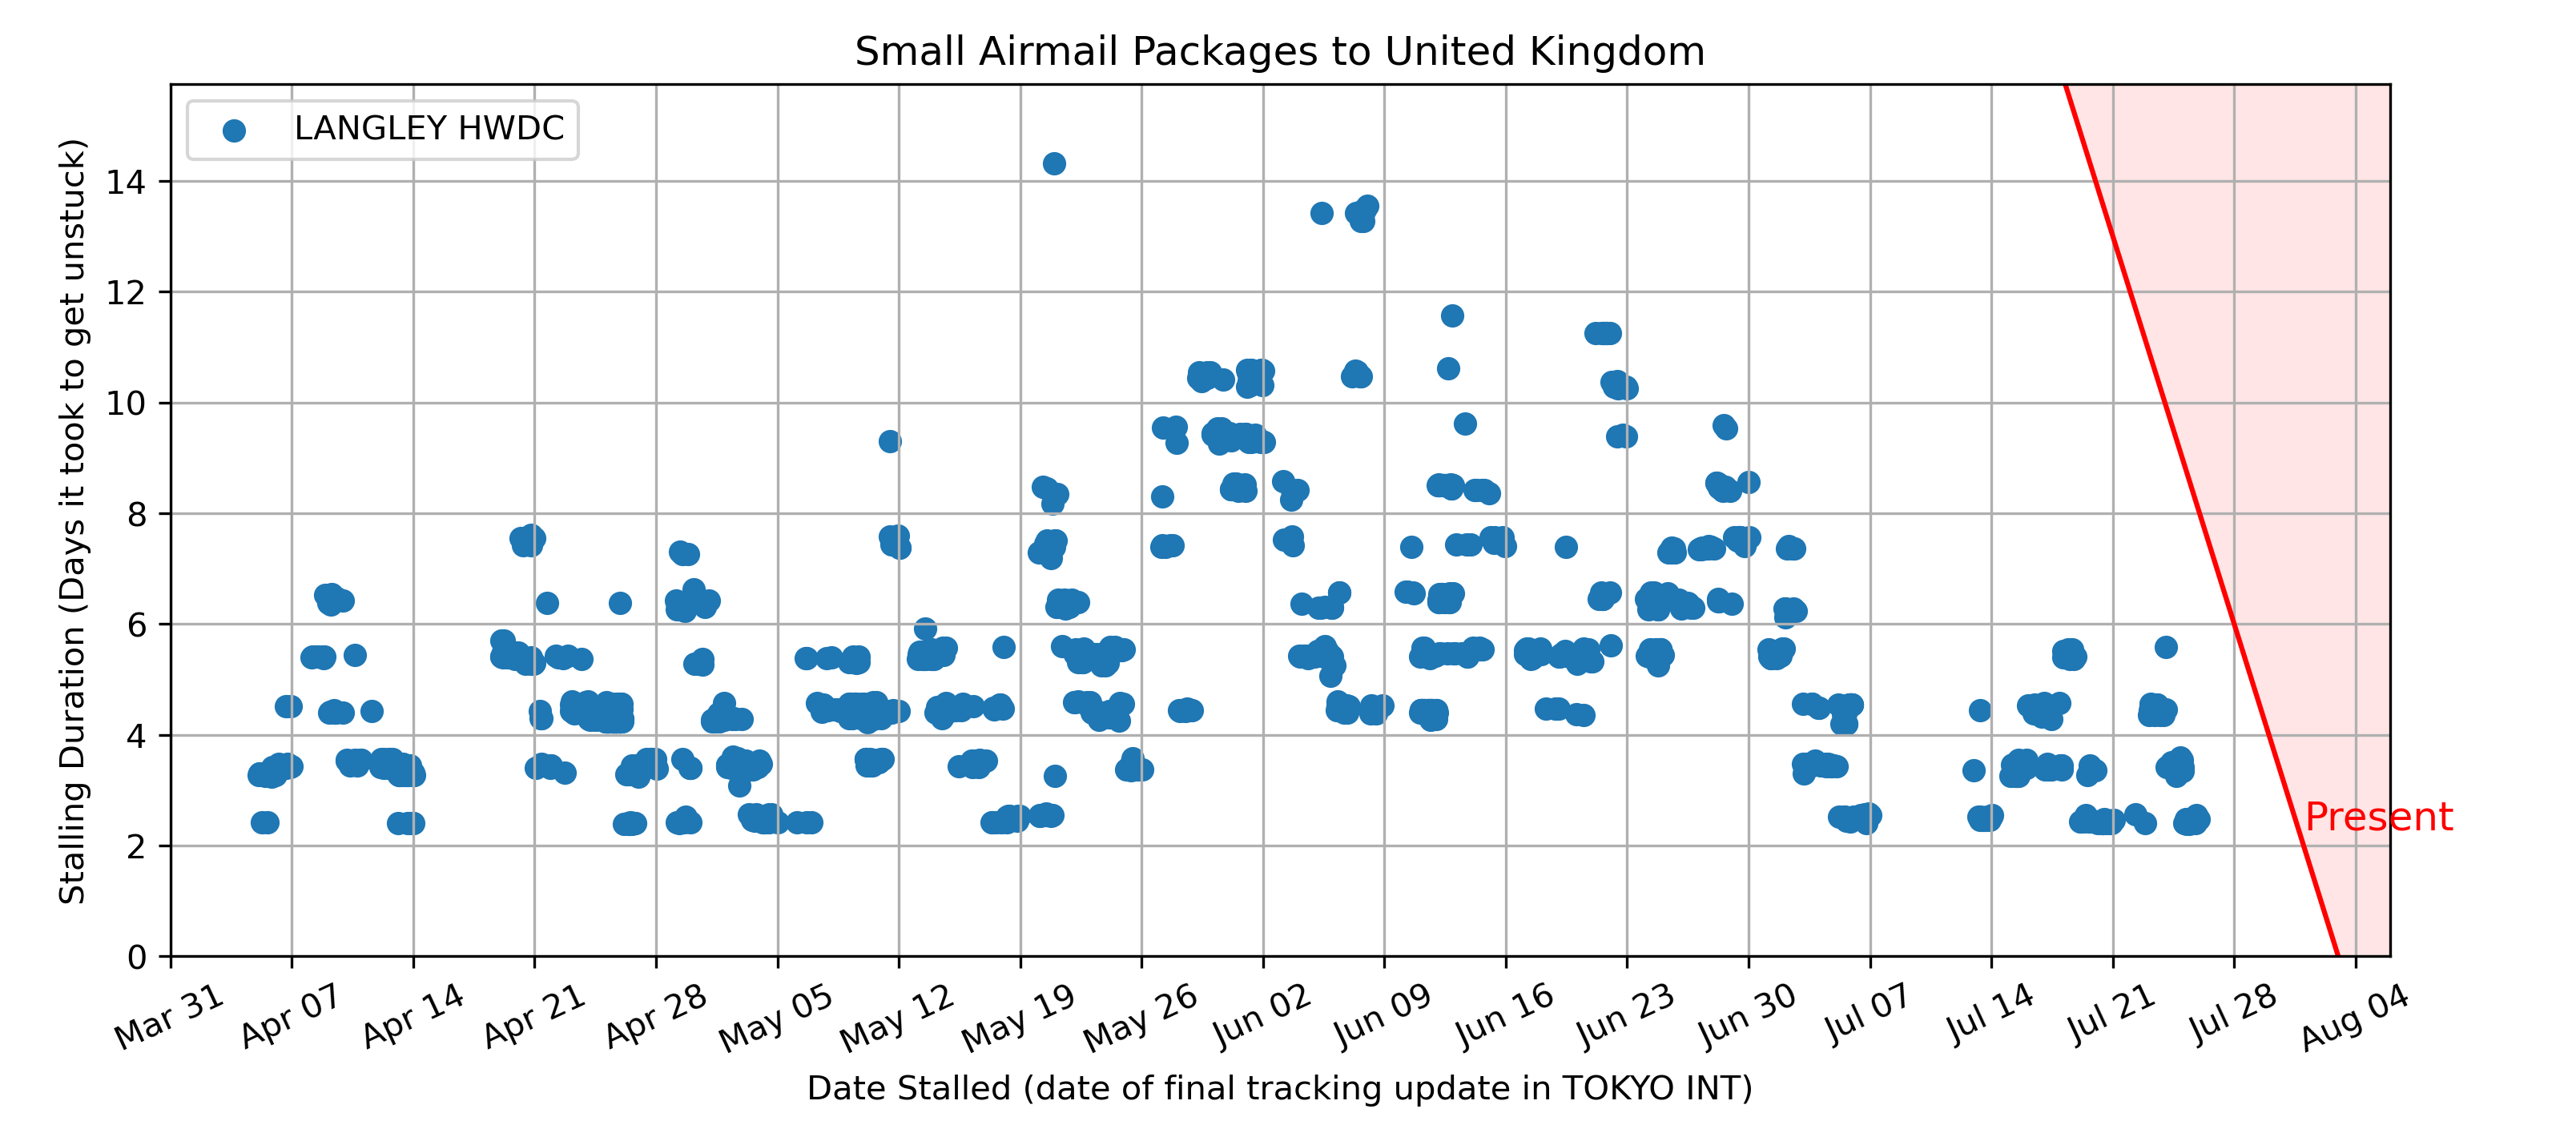 Small Airmail Packages to United Kingdom
LANGLEY HWDC
Stalling Duration (Days it took to get unstuck)
14
12
10
8
6
4
2
0
Present
Mar 31
Apr 07
Apr 14
Apr 21
Apr 28
May 05
May 12
May 19
May 26
Jun 02
Jun 09
Jun 16
Jun 23
Jun 30
Jul 07
Jul 14
Jul 21
Jul 28
Aug 04
Date Stalled (date of final tracking update in TOKYO INT)